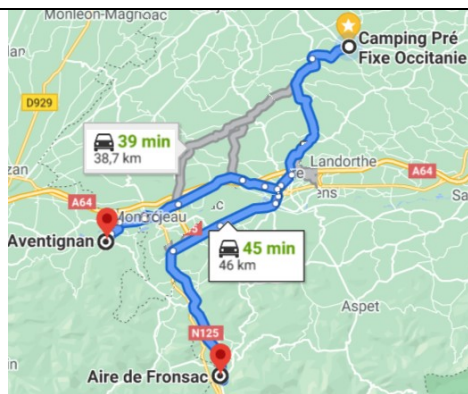 Monleon-Magnoac
Camping Pré
Fixe Occitanie
D929
39 min
38,7 km
Landorthe
A64
A64
Aventignan
45 min
46 km
Aspet
N125
Aire de Fronsac